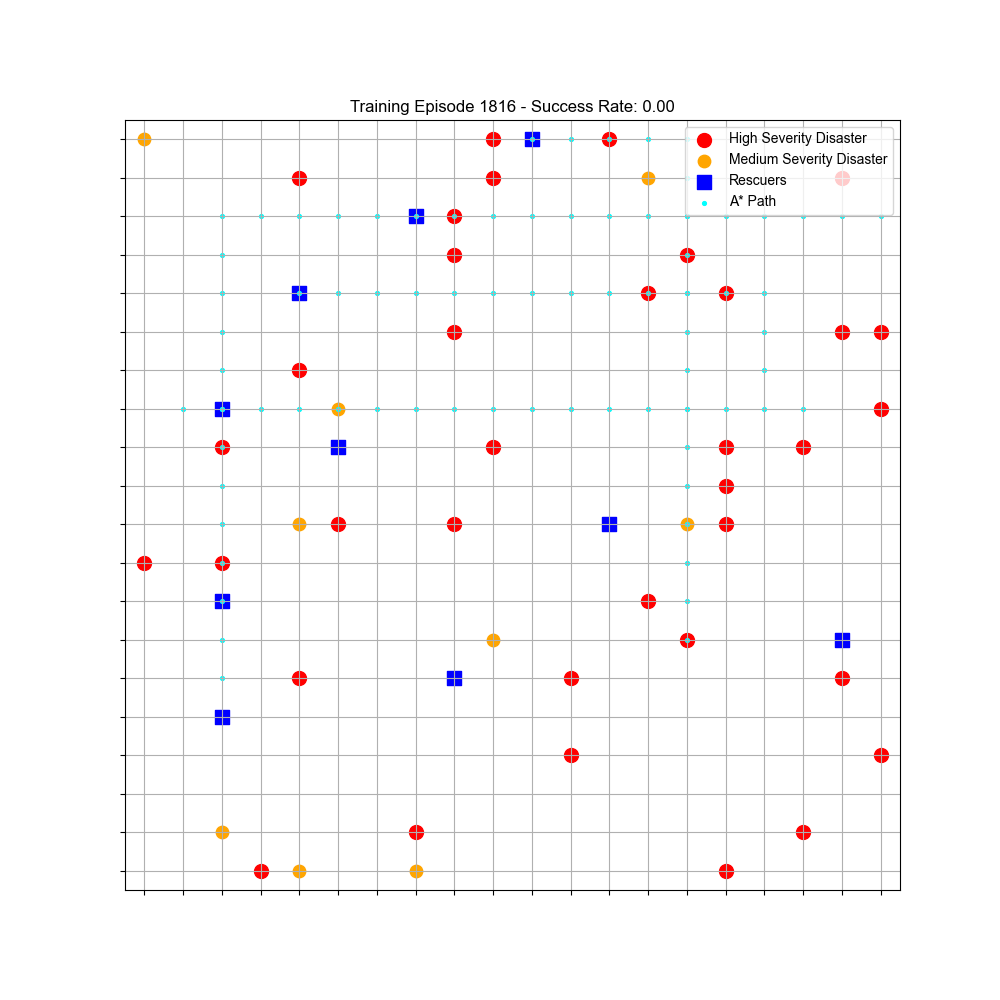 Training Episode 1816 - Success Rate: 0.00
High Severity Disaster
Medium Severity Disaster
Rescuers
A* Path